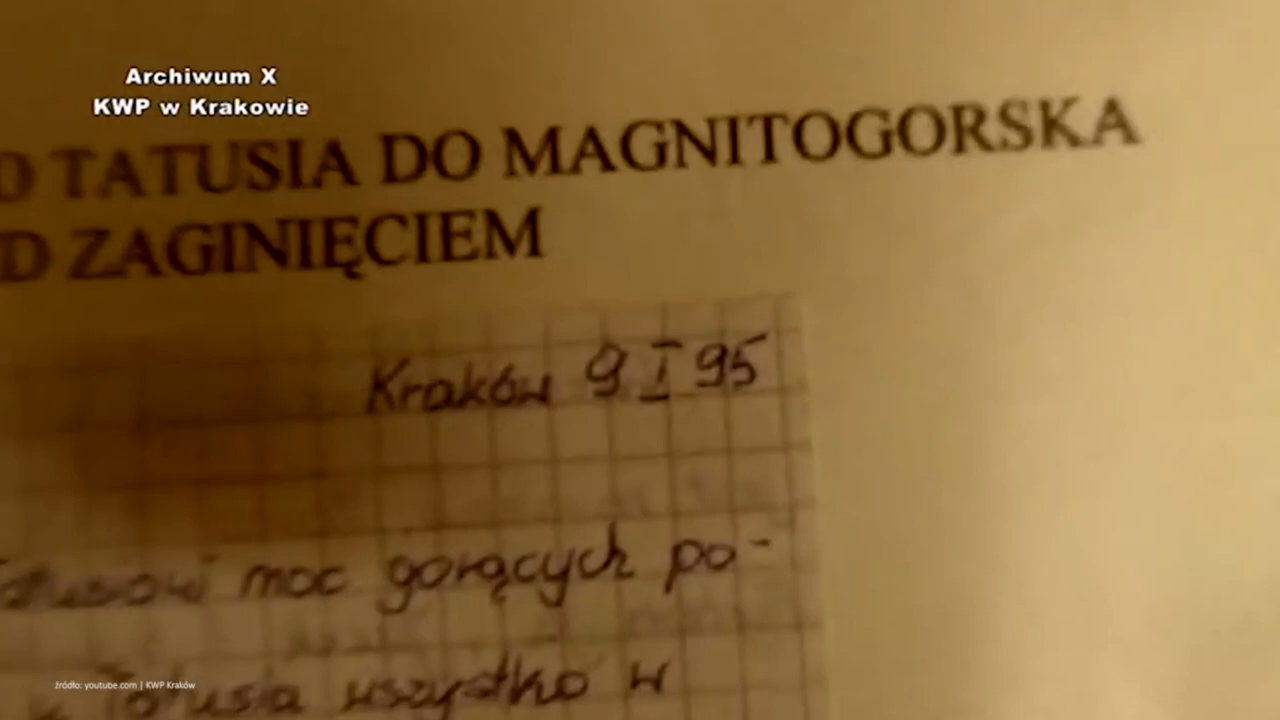 Archiwum X
KWP w Krakowie
D TATUSIA DO MAGNITOGORSKA
D ZAGINIĘCIEM
Kraków 9 I 95
moc gorących po-
Tatusia wszystko w
źródło: youtube.com | KWP Kraków